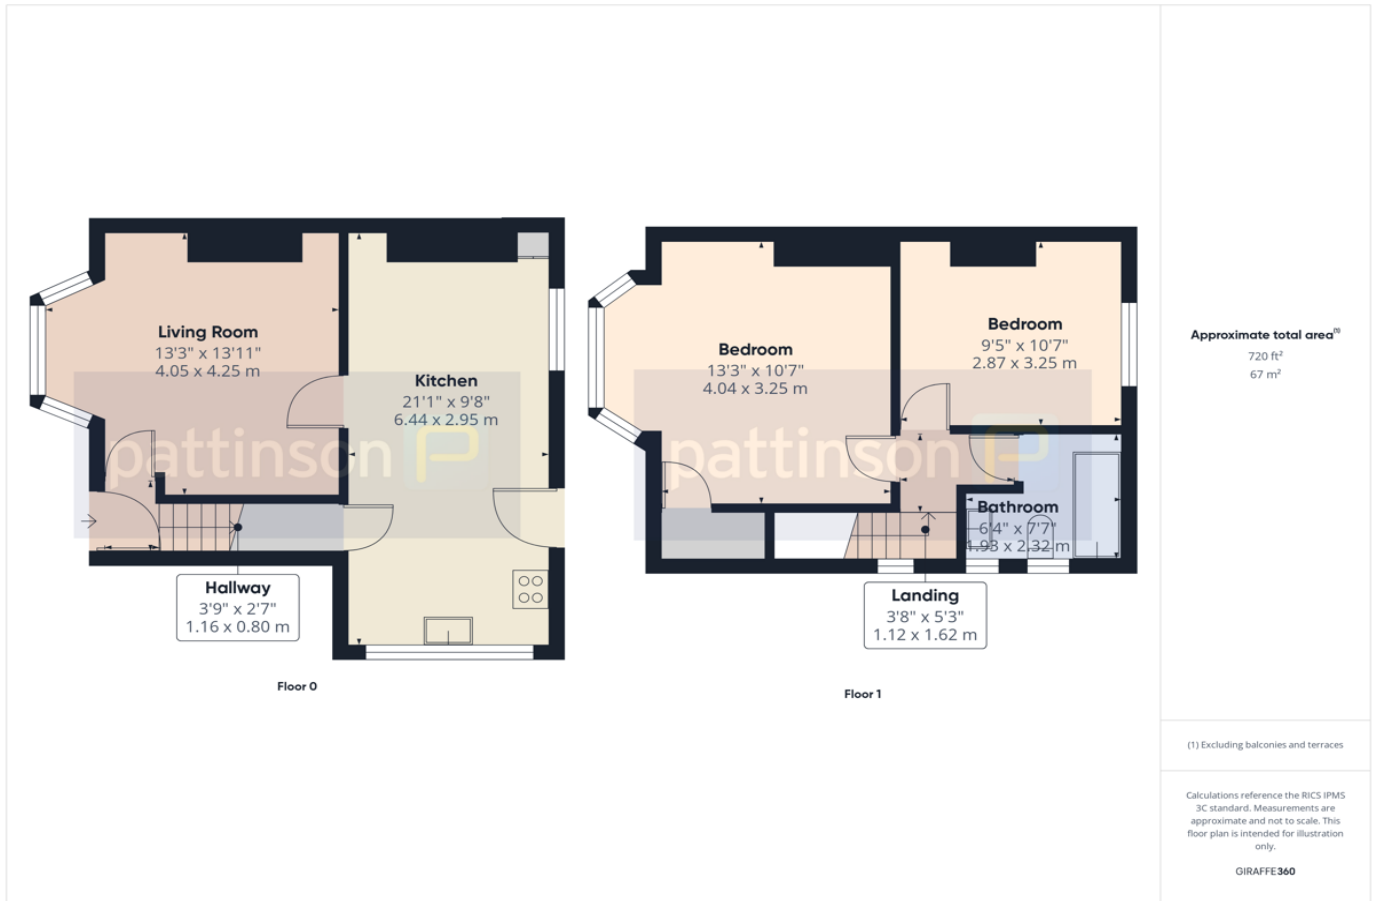 Living Room
13'3" x 13'11"
4.05 x 4.25 m
Kitchen
21'1" x 9'8"
6.44 x 2.95 m
pattinson P
Hallway
3'9" x 2'7"
1.16 x 0.80 m
Floor 0
Bedroom
13'3" x 10'7"
4.04 x 3.25 m
Bedroom
9'5" x 10'7"
2.87 x 3.25 m
pattinson P
Bathroom
6'4" x 7'7"
1.93 x 2.32 m
Landing
3'8" x 5'3"
1.12 x 1.62 m
Floor 1
Approximate total area(1)
720 ft²
67 m²
(1) Excluding balconies and terraces
Calculations reference the RICS IPMS
3C standard. Measurements are
approximate and not to scale. This
floor plan is intended for illustration
only.
GIRAFFE360